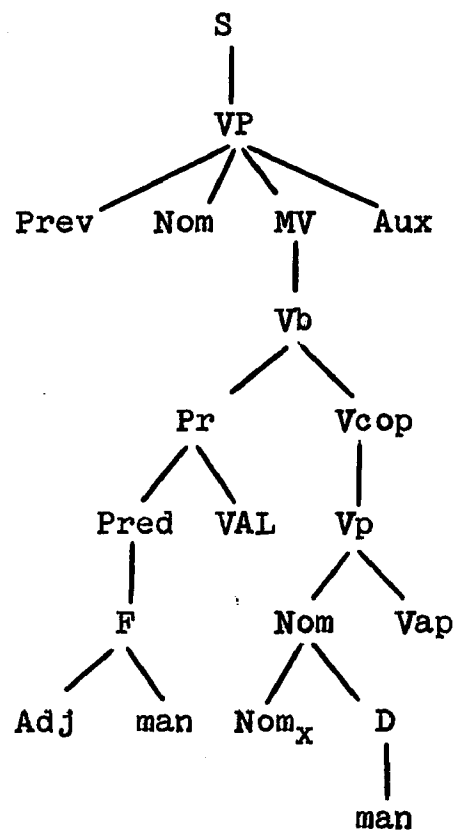 S
VP
Prev Nom MV Aux
Vb
Pr Vcop
Pred VAL Vp
F Nom Vap
Adj man Nomₓ D
man